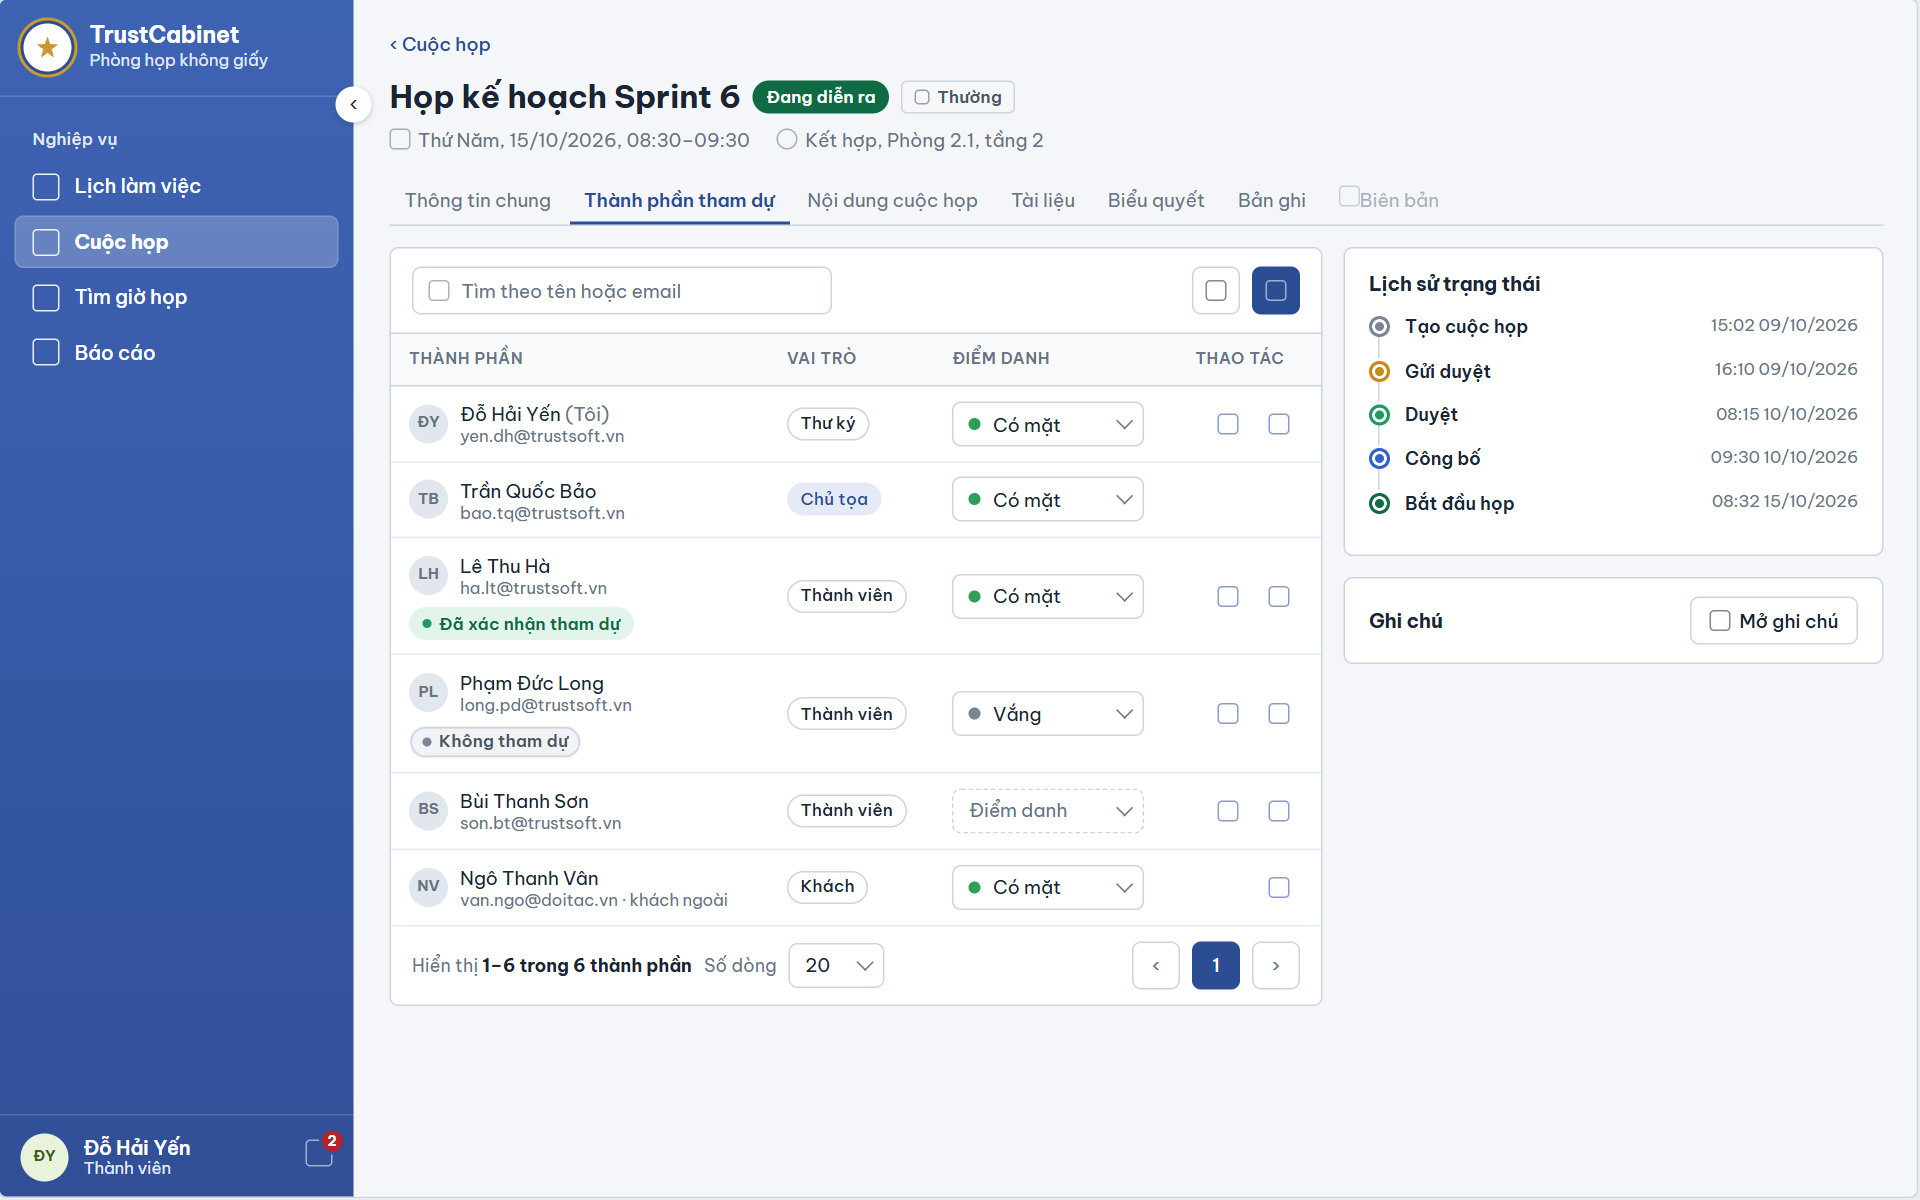 TrustCabinet
Phòng họp không giấy
Nghiệp vụ
Lịch làm việc
Cuộc họp
Tìm giờ họp
Báo cáo
ĐY
Đỗ Hải Yến
Thành viên
2
‹ Cuộc họp
Họp kế hoạch Sprint 6
Đang diễn ra
Thường
Thứ Năm, 15/10/2026, 08:30–09:30
Kết hợp, Phòng 2.1, tầng 2
Thông tin chung
Thành phần tham dự
Nội dung cuộc họp
Tài liệu
Biểu quyết
Bản ghi
Biên bản
Tìm theo tên hoặc email
THÀNH PHẦN
VAI TRÒ
ĐIỂM DANH
THAO TÁC
ĐY
Đỗ Hải Yến (Tôi)
yen.dh@trustsoft.vn
Thư ký
Có mặt
TB
Trần Quốc Bảo
bao.tq@trustsoft.vn
Chủ tọa
Có mặt
LH
Lê Thu Hà
ha.lt@trustsoft.vn
Đã xác nhận tham dự
Thành viên
Có mặt
PL
Phạm Đức Long
long.pd@trustsoft.vn
Không tham dự
Thành viên
Vắng
BS
Bùi Thanh Sơn
son.bt@trustsoft.vn
Thành viên
Điểm danh
NV
Ngô Thanh Vân
van.ngo@doitac.vn · khách ngoài
Khách
Có mặt
Hiển thị 1–6 trong 6 thành phần
Số dòng
20
‹
1
›
Lịch sử trạng thái
Tạo cuộc họp
15:02 09/10/2026
Gửi duyệt
16:10 09/10/2026
Duyệt
08:15 10/10/2026
Công bố
09:30 10/10/2026
Bắt đầu họp
08:32 15/10/2026
Ghi chú
Mở ghi chú